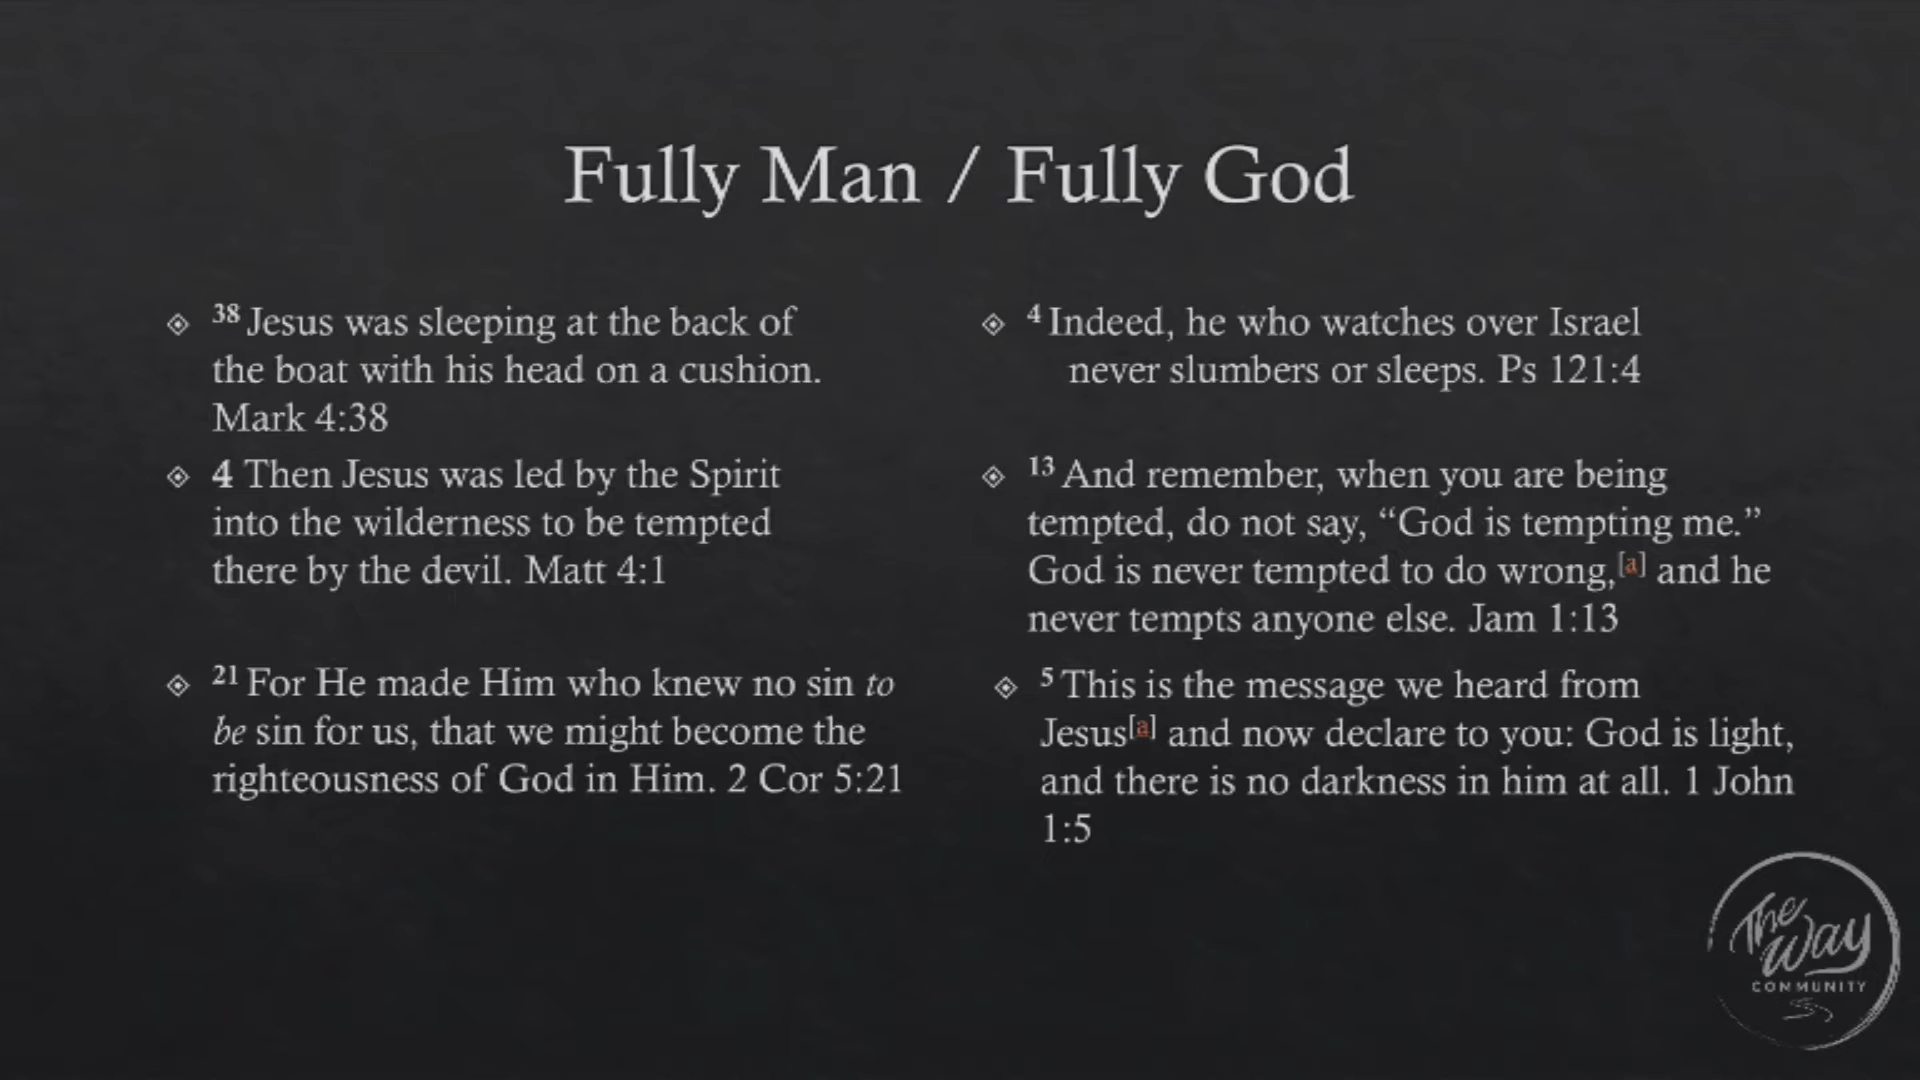 Fully Man / Fully God
38 Jesus was sleeping at the back of
the boat with his head on a cushion.
Mark 4:38
4 Then Jesus was led by the Spirit
into the wilderness to be tempted
there by the devil. Matt 4:1
21 For He made Him who knew no sin to
be sin for us, that we might become the
righteousness of God in Him. 2 Cor 5:21
4 Indeed, he who watches over Israel
never slumbers or sleeps. Ps 121:4
13 And remember, when you are being
tempted, do not say, “God is tempting me.”
God is never tempted to do wrong,[a] and he
never tempts anyone else. Jam 1:13
5 This is the message we heard from
Jesus[a] and now declare to you: God is light,
and there is no darkness in him at all. 1 John
1:5
The
Way
COMMUNITY